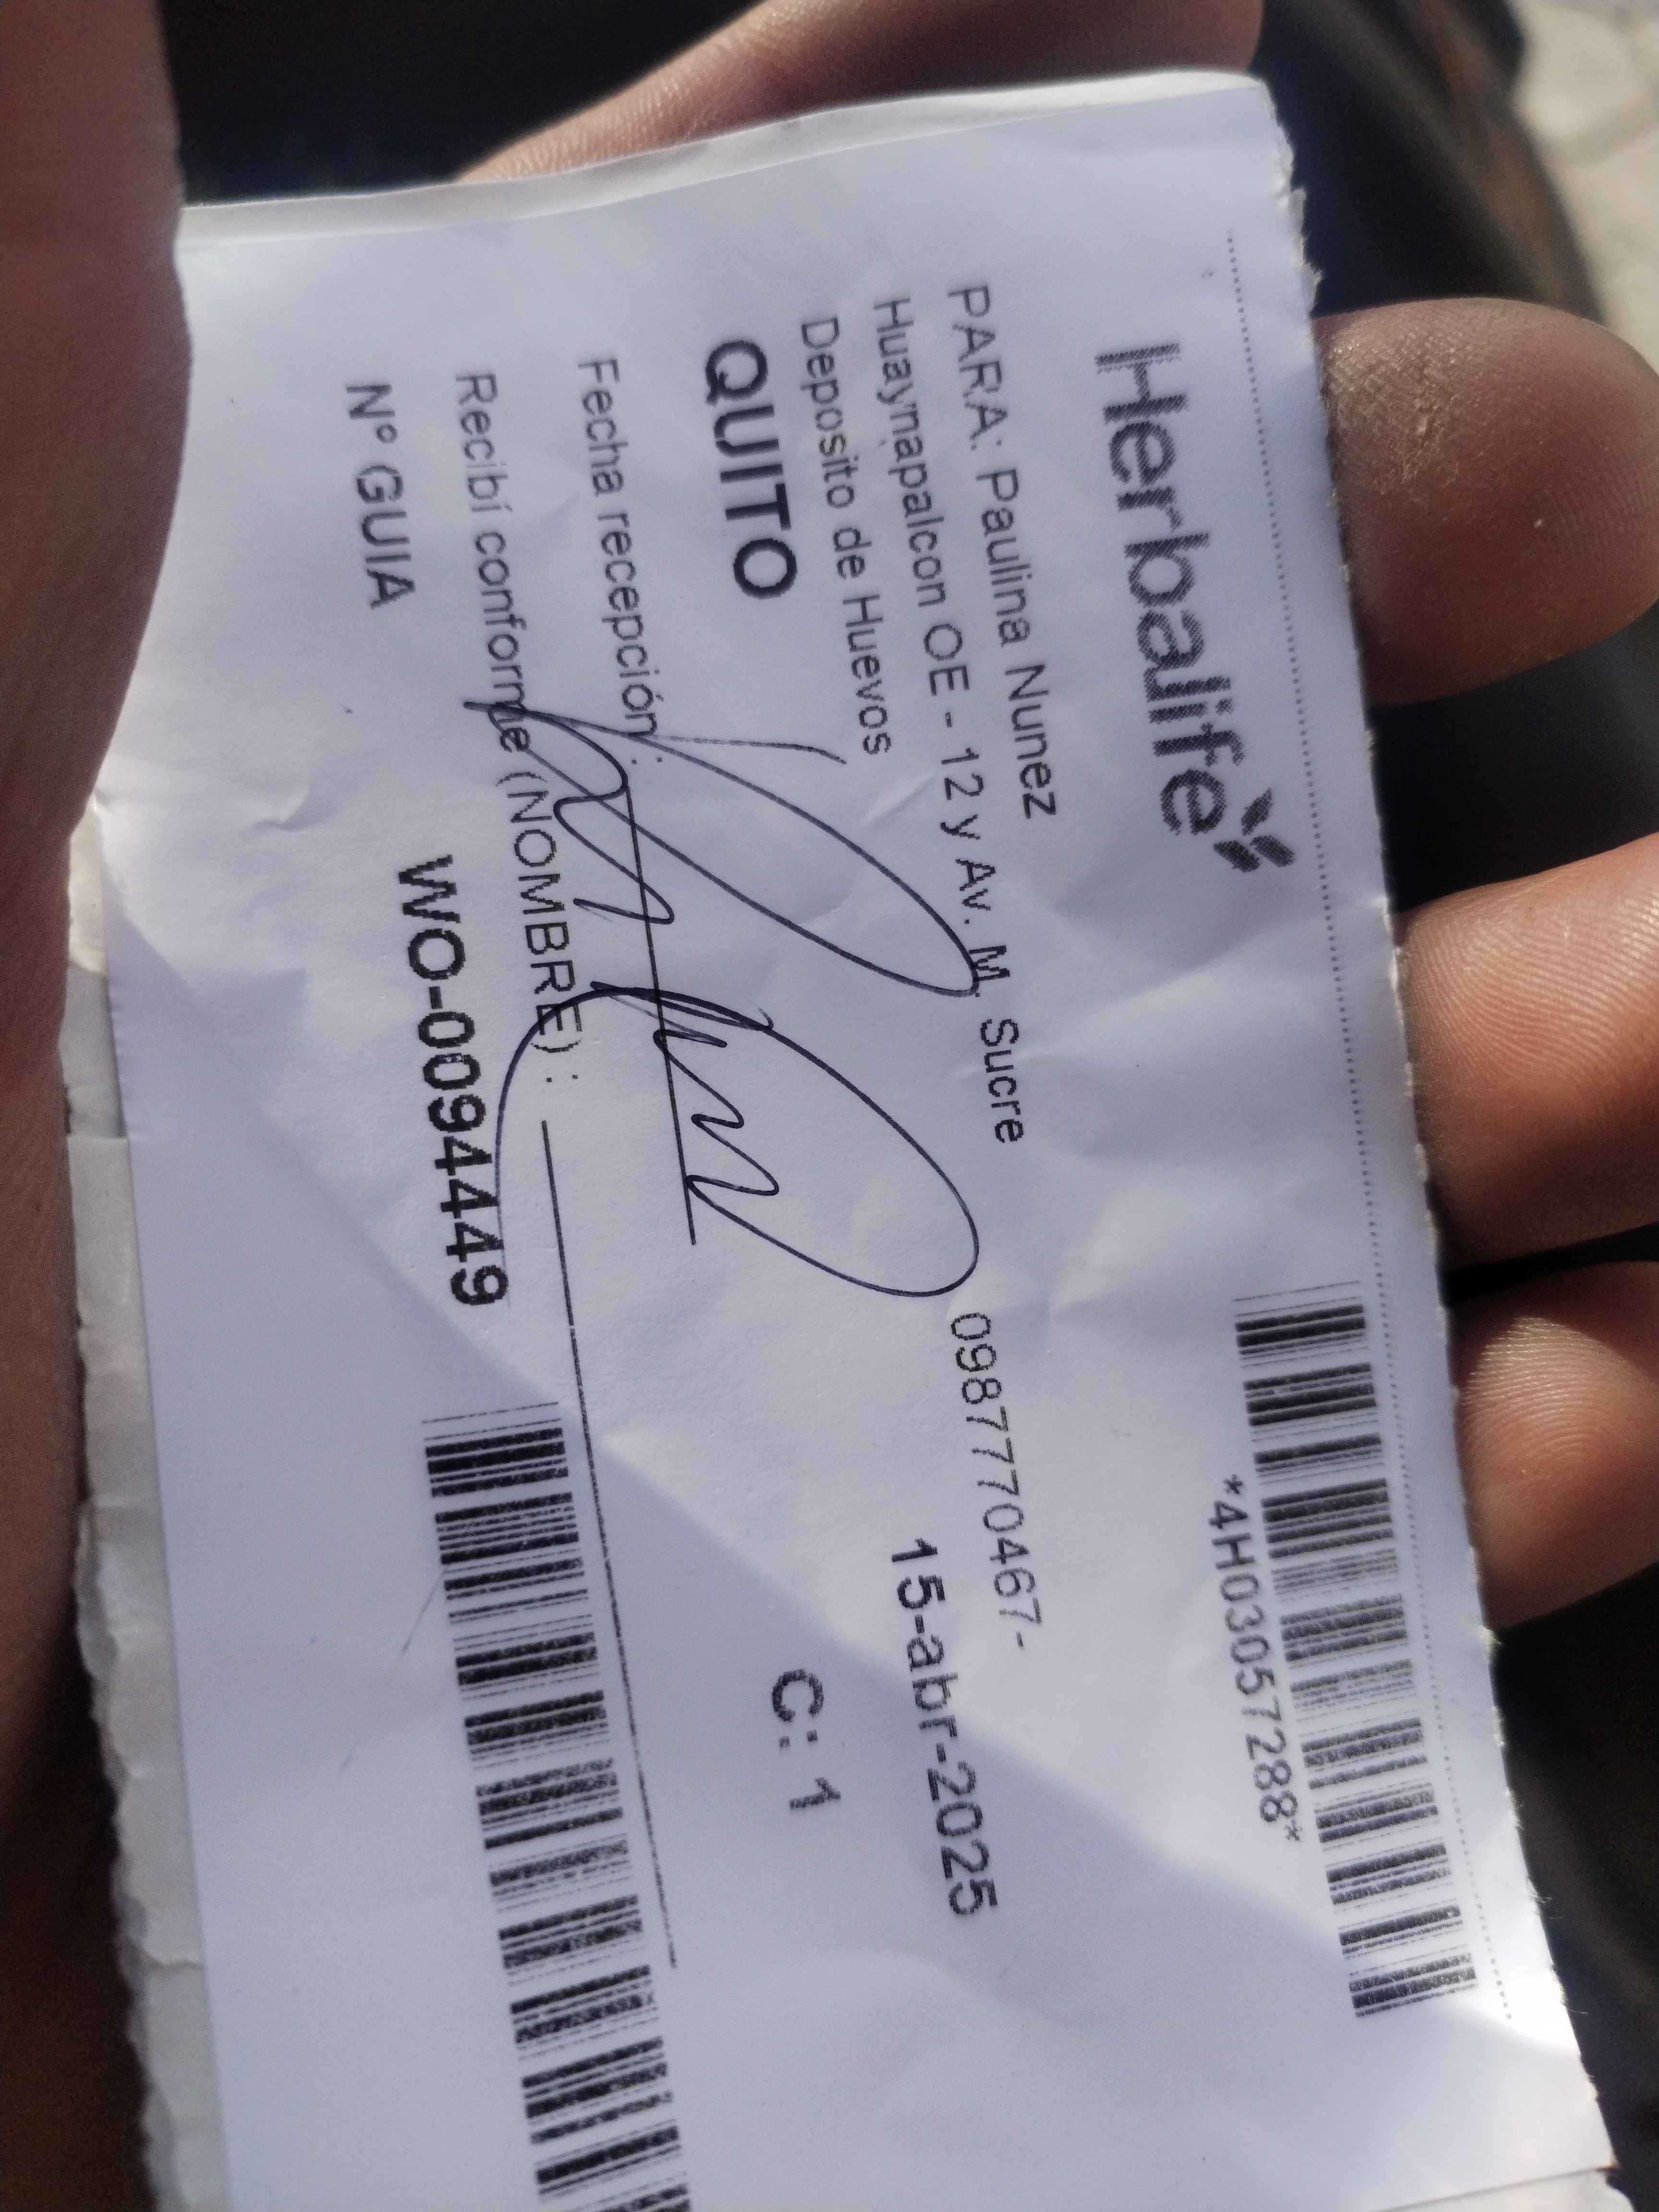 Herbalife
*4H03057288*
PARA: Paulina Nunez
Huaynapalcon OE - 12 y Av. M. Sucre 0987770467-
Deposito de Huevos
15-abr-2025
QUITO
C: 1
Fecha recepción :
Recibí conforme (NOMBRE) :
Nº GUIA WO-0094449